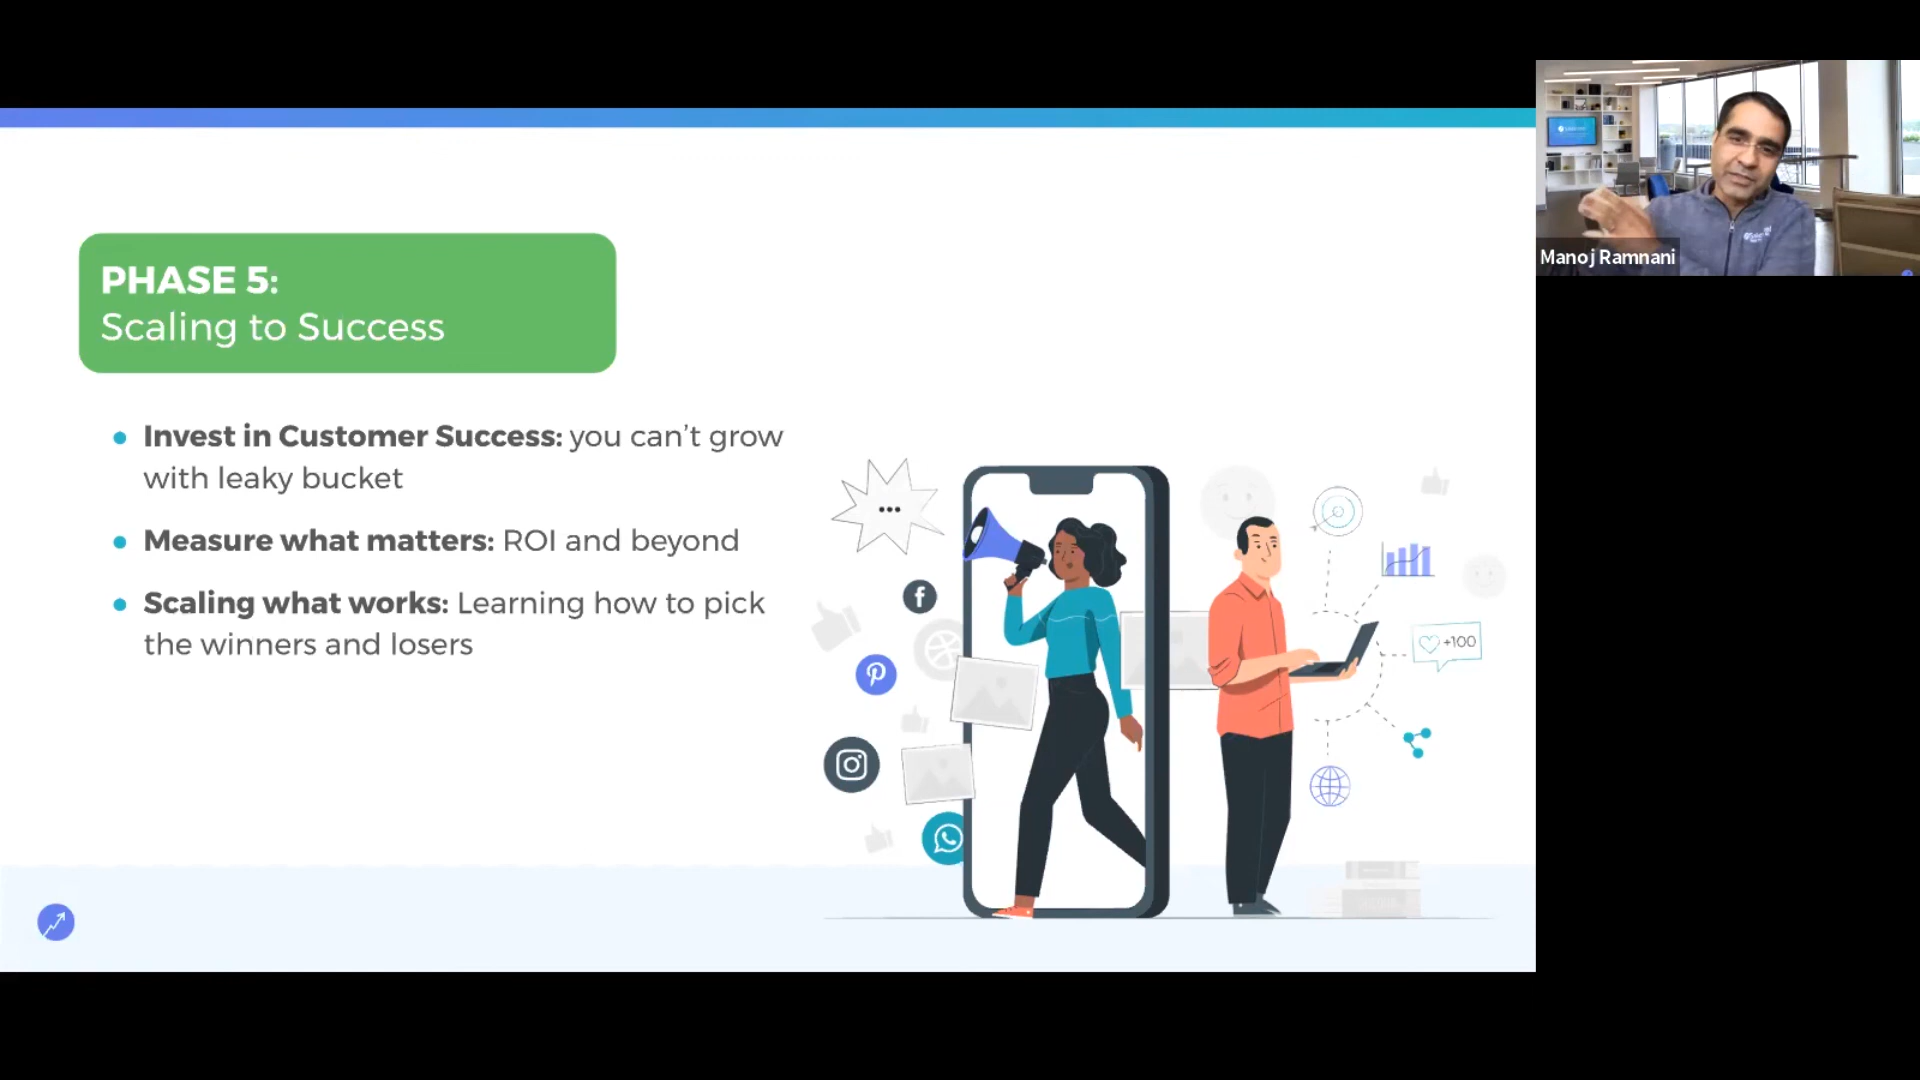 PHASE 5:
Scaling to Success
Invest in Customer Success: you can’t grow
with leaky bucket
Measure what matters: ROI and beyond
Scaling what works: Learning how to pick
the winners and losers
+100
Manoj Ramnani